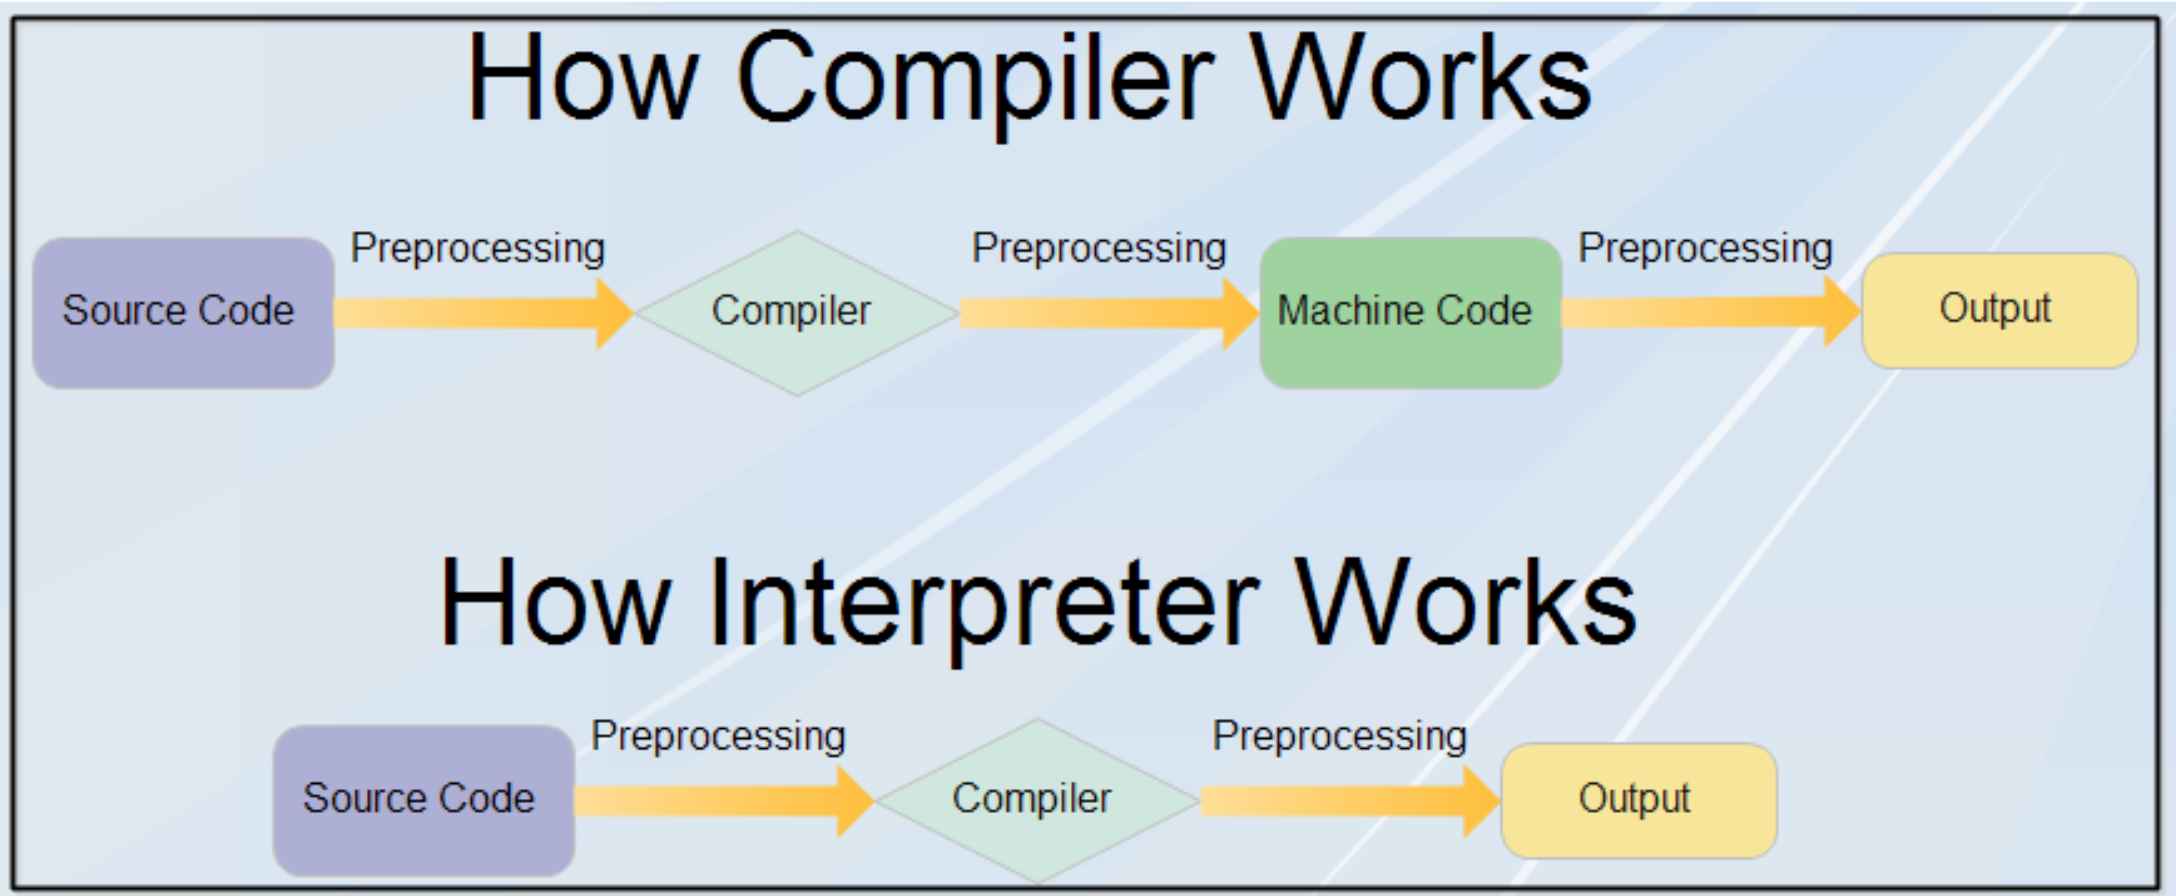 How Compiler Works
Preprocessing
Preprocessing
Preprocessing
Source Code
Compiler
Machine Code
Output
How Interpreter Works
Preprocessing
Preprocessing
Source Code
Compiler
Output